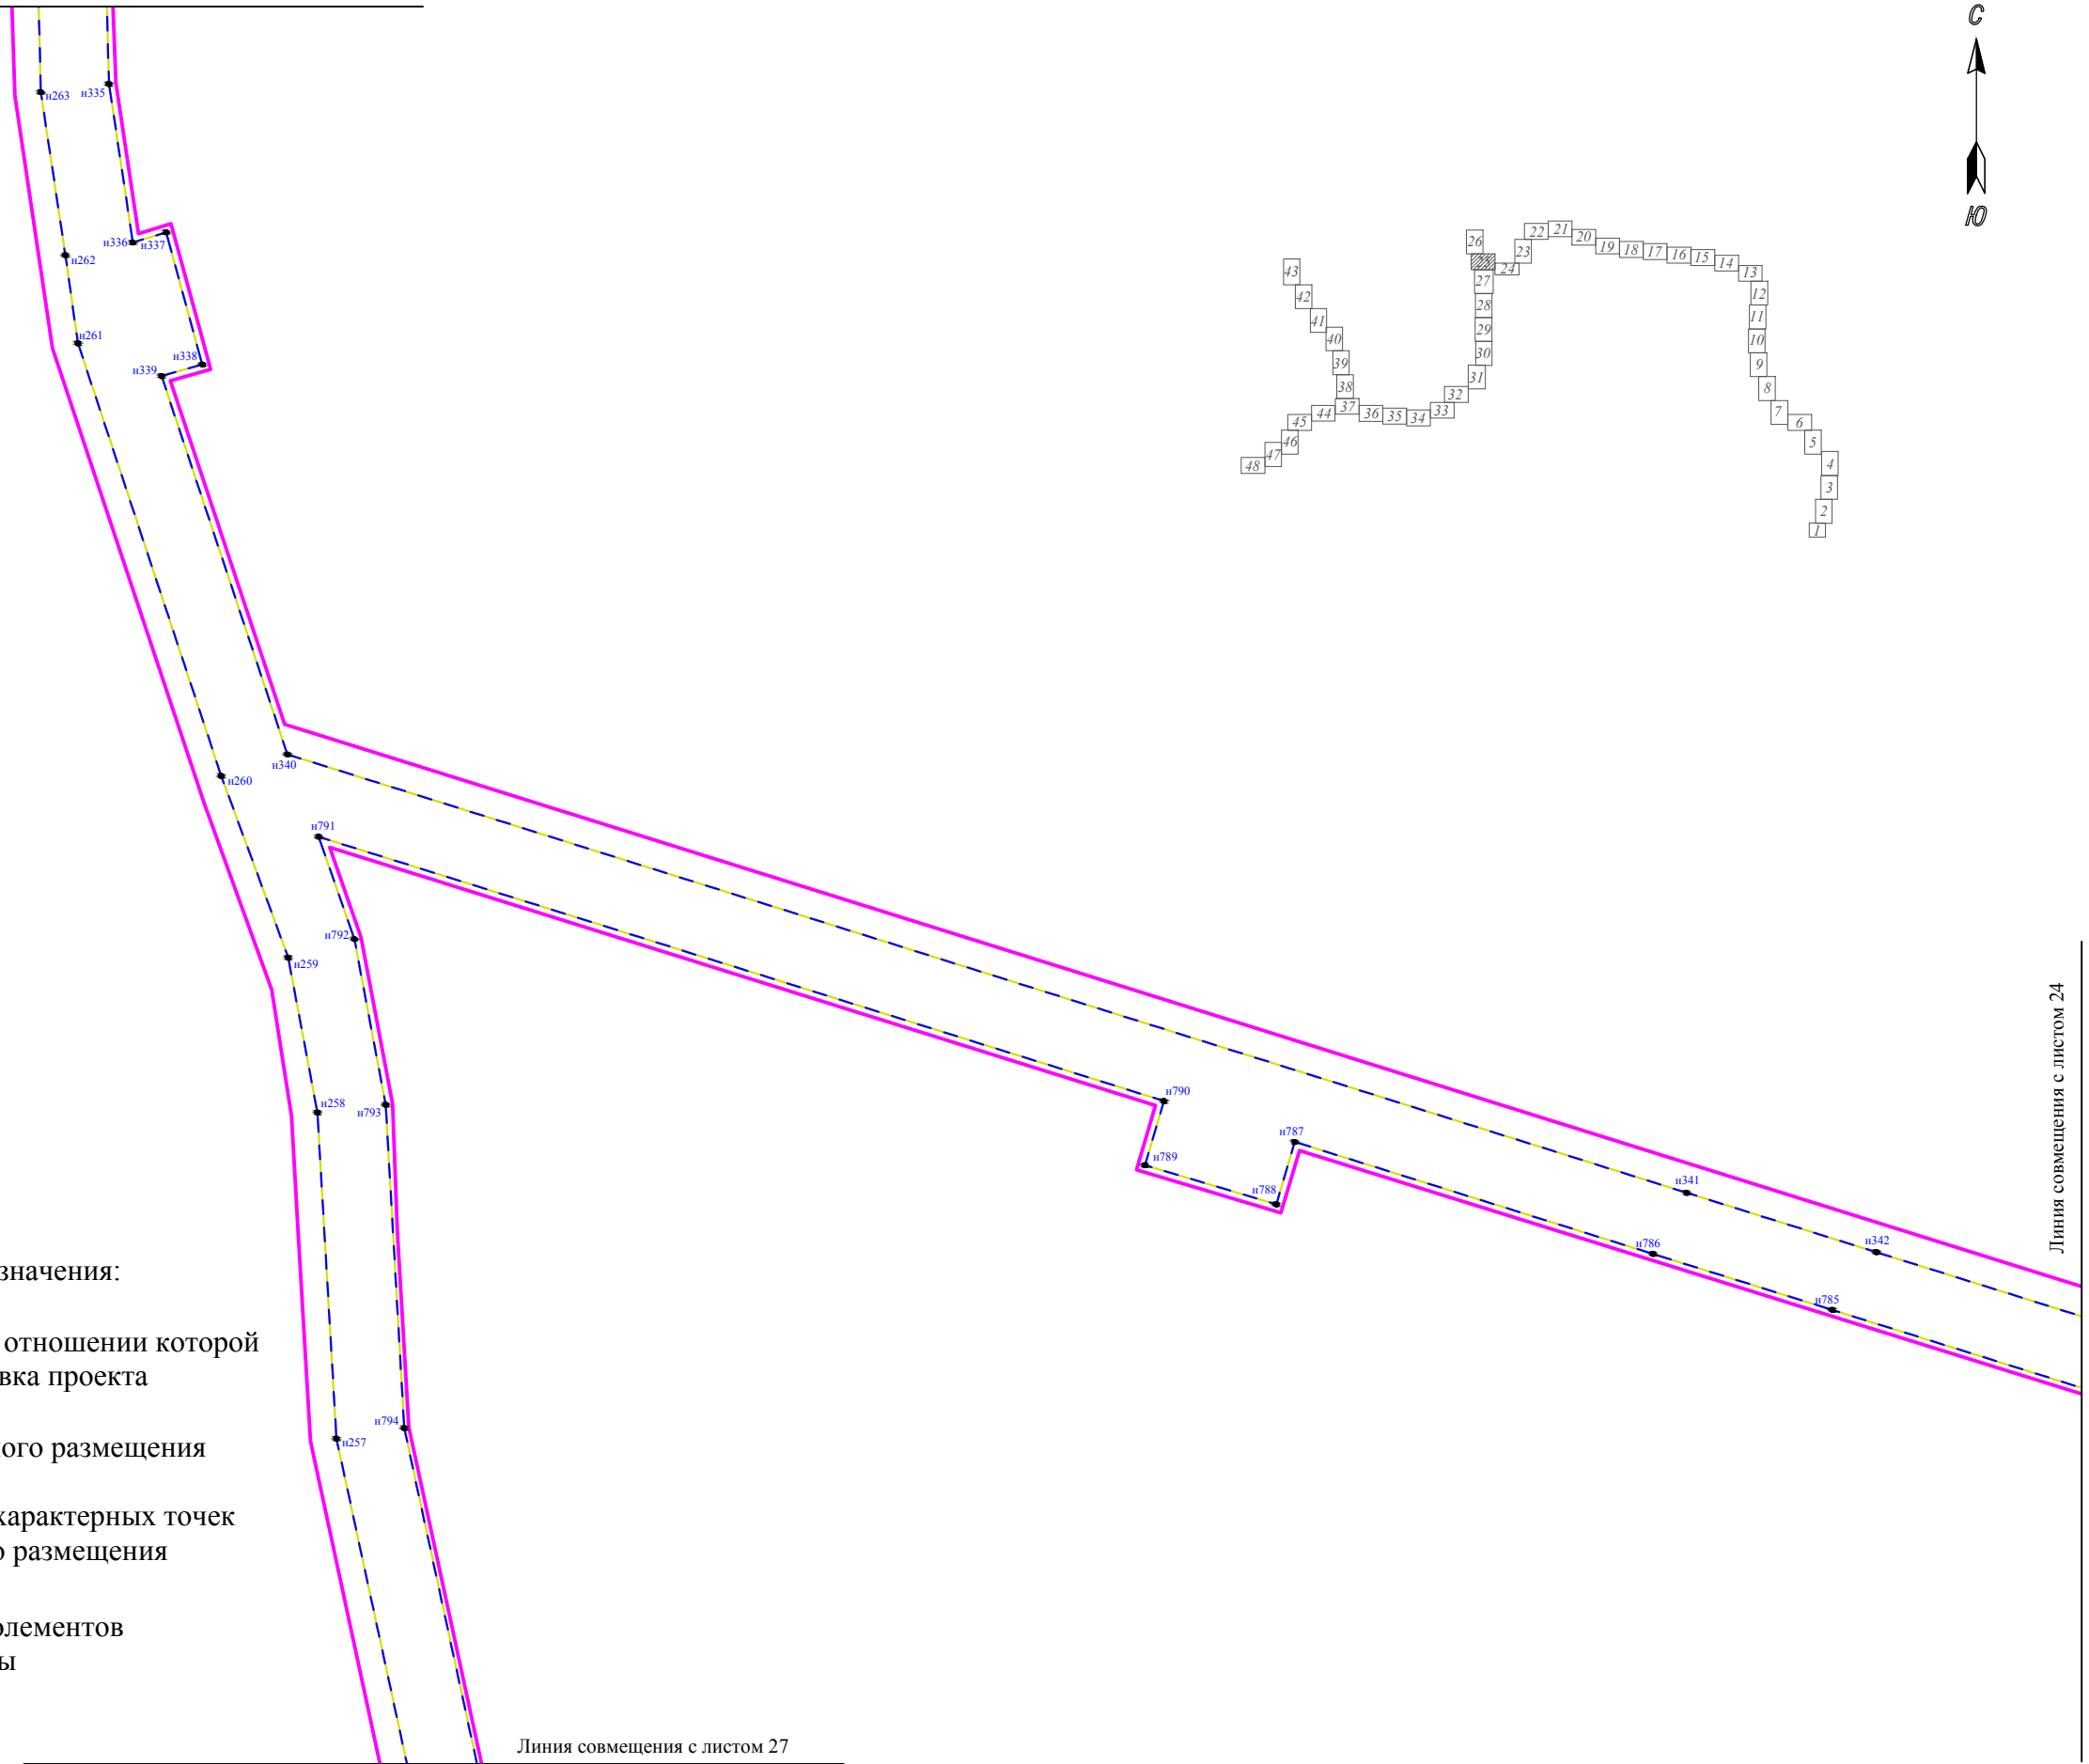 С
Ю
н263
н335
н336
н337
н262
н261
н338
н339
н340
н260
н791
н792
н259
н258
н793
н790
н789
н787
н788
н341
н786
н342
н785
н794
н257
26
22
21
20
19
18
17
16
15
14
13
23
25
24
27
28
29
30
31
32
33
34
35
36
37
38
39
40
41
42
43
44
45
46
47
48
12
11
10
9
8
7
6
5
4
3
2
1
Линия совмещения с листом 24
значения:
отношении которой
вка проекта
ого размещения
характерных точек
о размещения
элементов
ы
Линия совмещения с листом 27